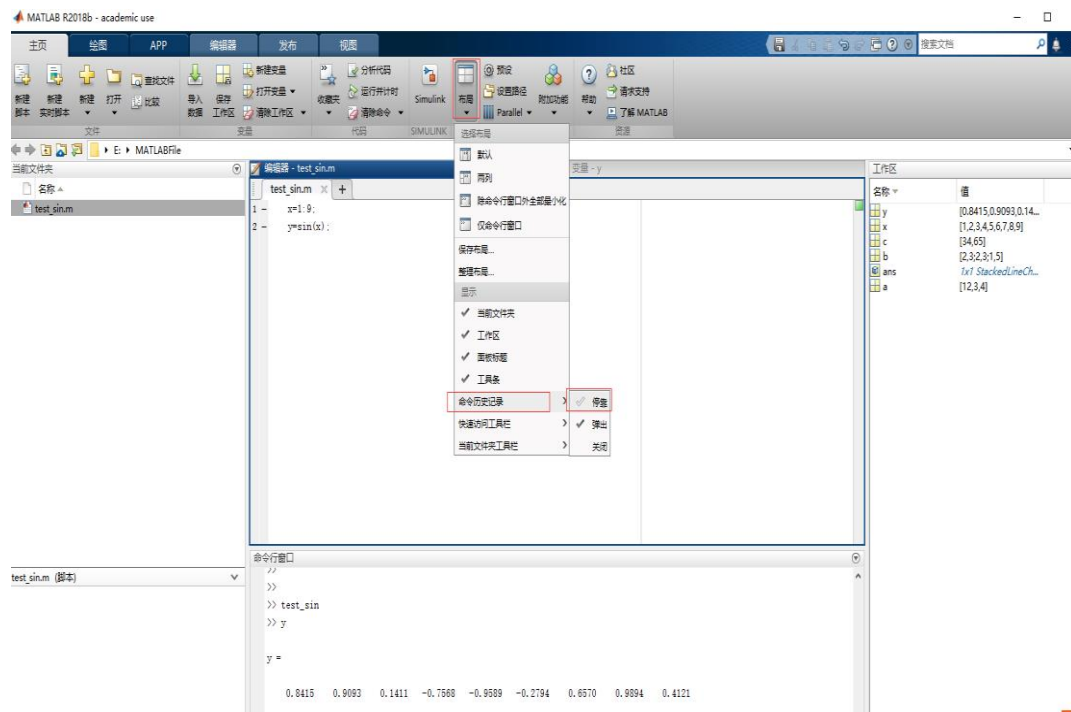 MATLAB R2018b - academic use
主页 绘图 APP 编辑器 发布 视图 搜索文档
新建脚本 新建实时脚本 新建 打开 查找文件 比较
导入数据 保存工作区 新建变量 打开变量 清除工作区
收藏夹 分析代码 运行并计时 清除命令
Simulink 布局 预设 设置路径 Parallel 附加功能
帮助 社区 请求支持 了解 MATLAB
文件 变量 代码 SIMULINK 资源
E: MATLABFile
当前文件夹
名称
test_sin.m
编辑器 - test_sin.m
变量 - y
test_sin.m × +
1 – x=1:9;
2 – y=sin(x);
选择布局
默认
两列
除命令行窗口外全部最小化
仅命令行窗口
保存布局...
整理布局...
显示
✓ 当前文件夹
✓ 工作区
✓ 面板标题
✓ 工具条
命令历史记录 >
快速访问工具栏 >
当前文件夹工具栏 >
✓ 停靠
✓ 弹出
关闭
工作区
名称 值
y [0.8415,0.9093,0.14...
x [1,2,3,4,5,6,7,8,9]
c [34,65]
b [2,3;2,3;1,5]
ans 1x1 StackedLineCh...
a [12,3,4]
test_sin.m (脚本)
命令行窗口
>>
>>
>> test_sin
>> y
y =
0.8415 0.9093 0.1411 -0.7568 -0.9589 -0.2794 0.6570 0.9894 0.4121